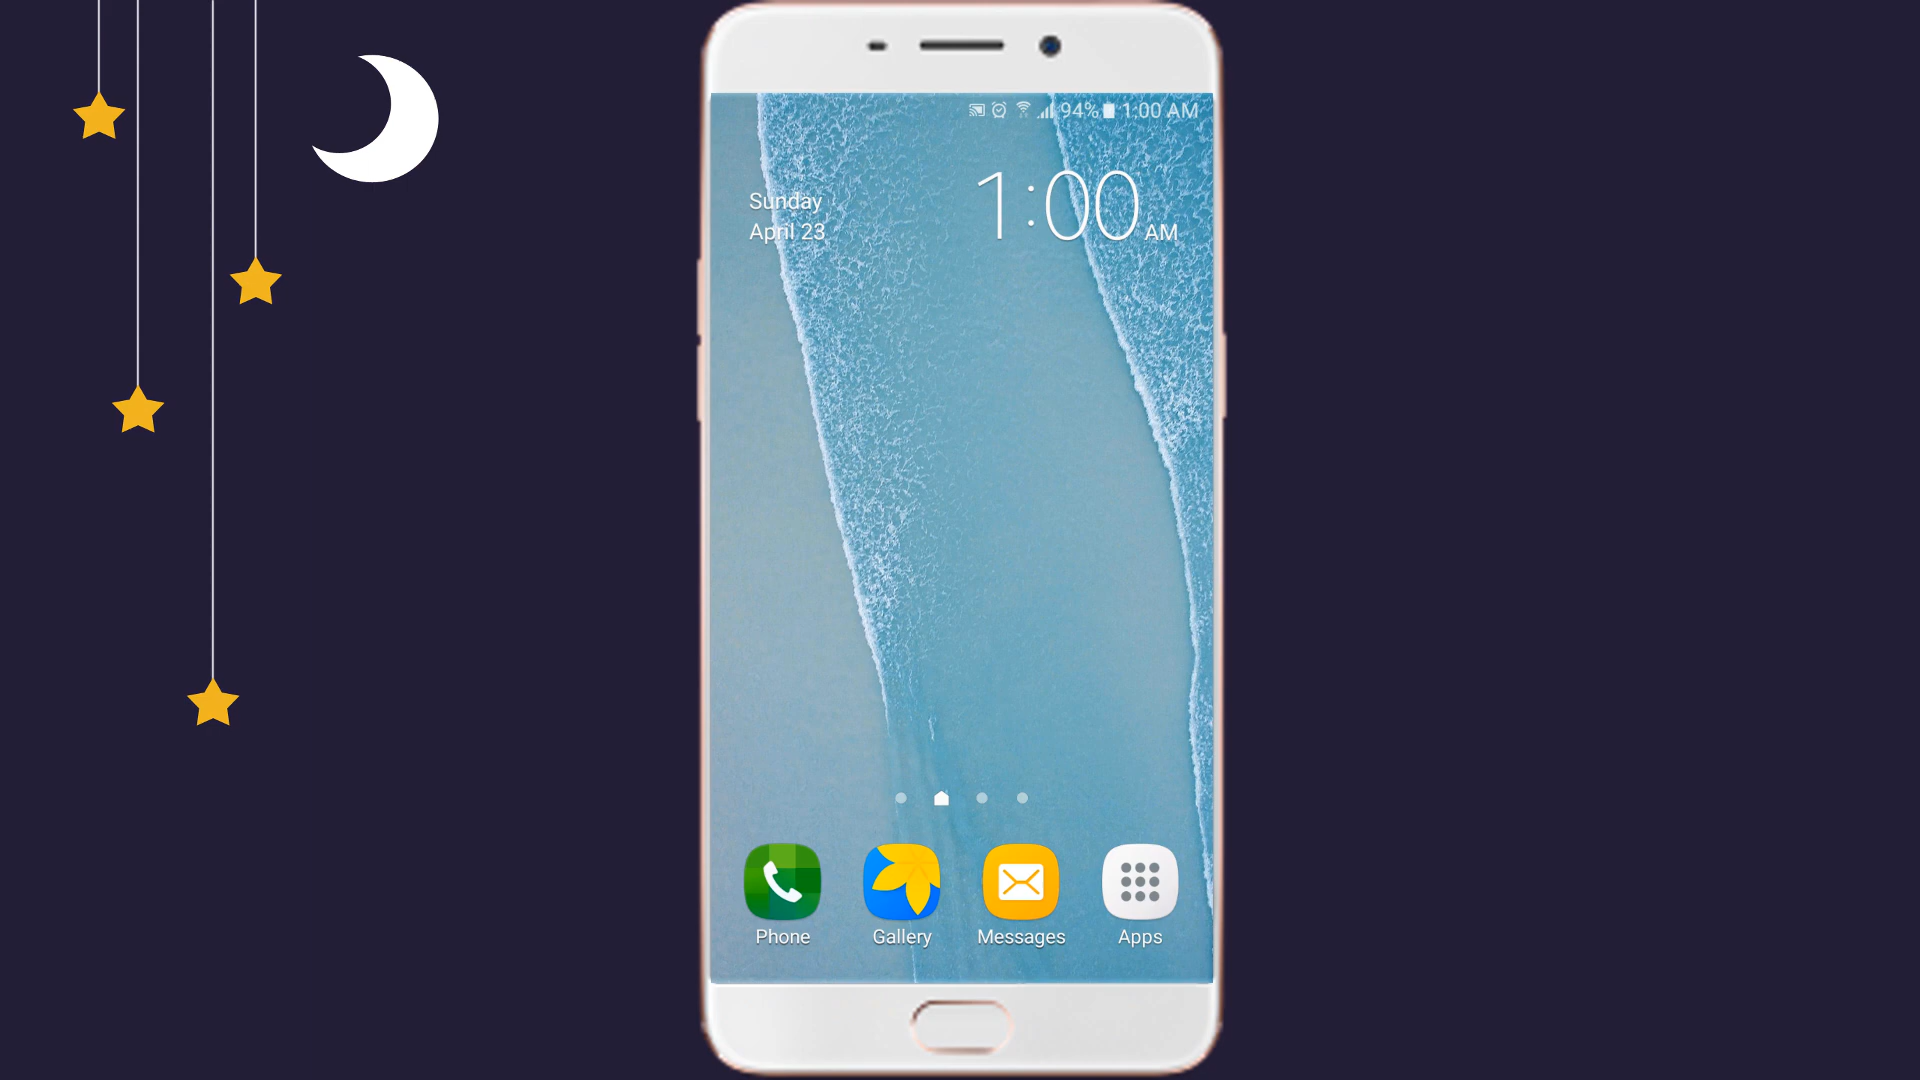 94% 1:00 AM
Sunday
April 23
1:00 AM
Phone
Gallery
Messages
Apps